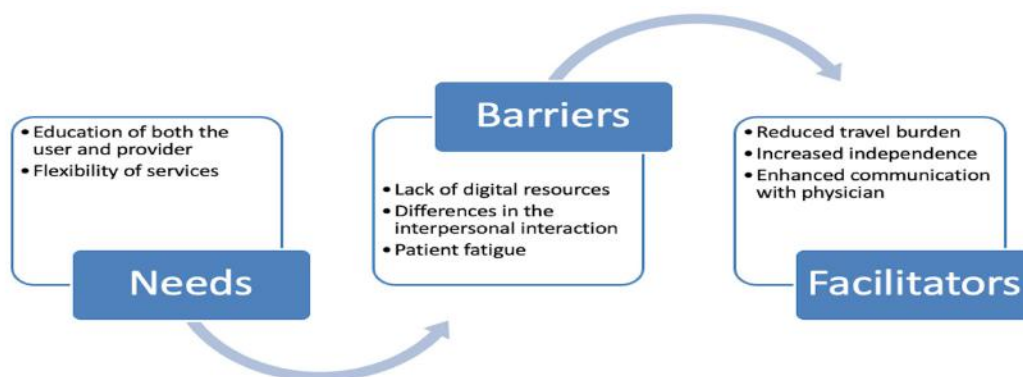 • Education of both the
user and provider
• Flexibility of services
Needs
Barriers
• Lack of digital resources
• Differences in the
interpersonal interaction
• Patient fatigue
• Reduced travel burden
• Increased independence
• Enhanced communication
with physician
Facilitators